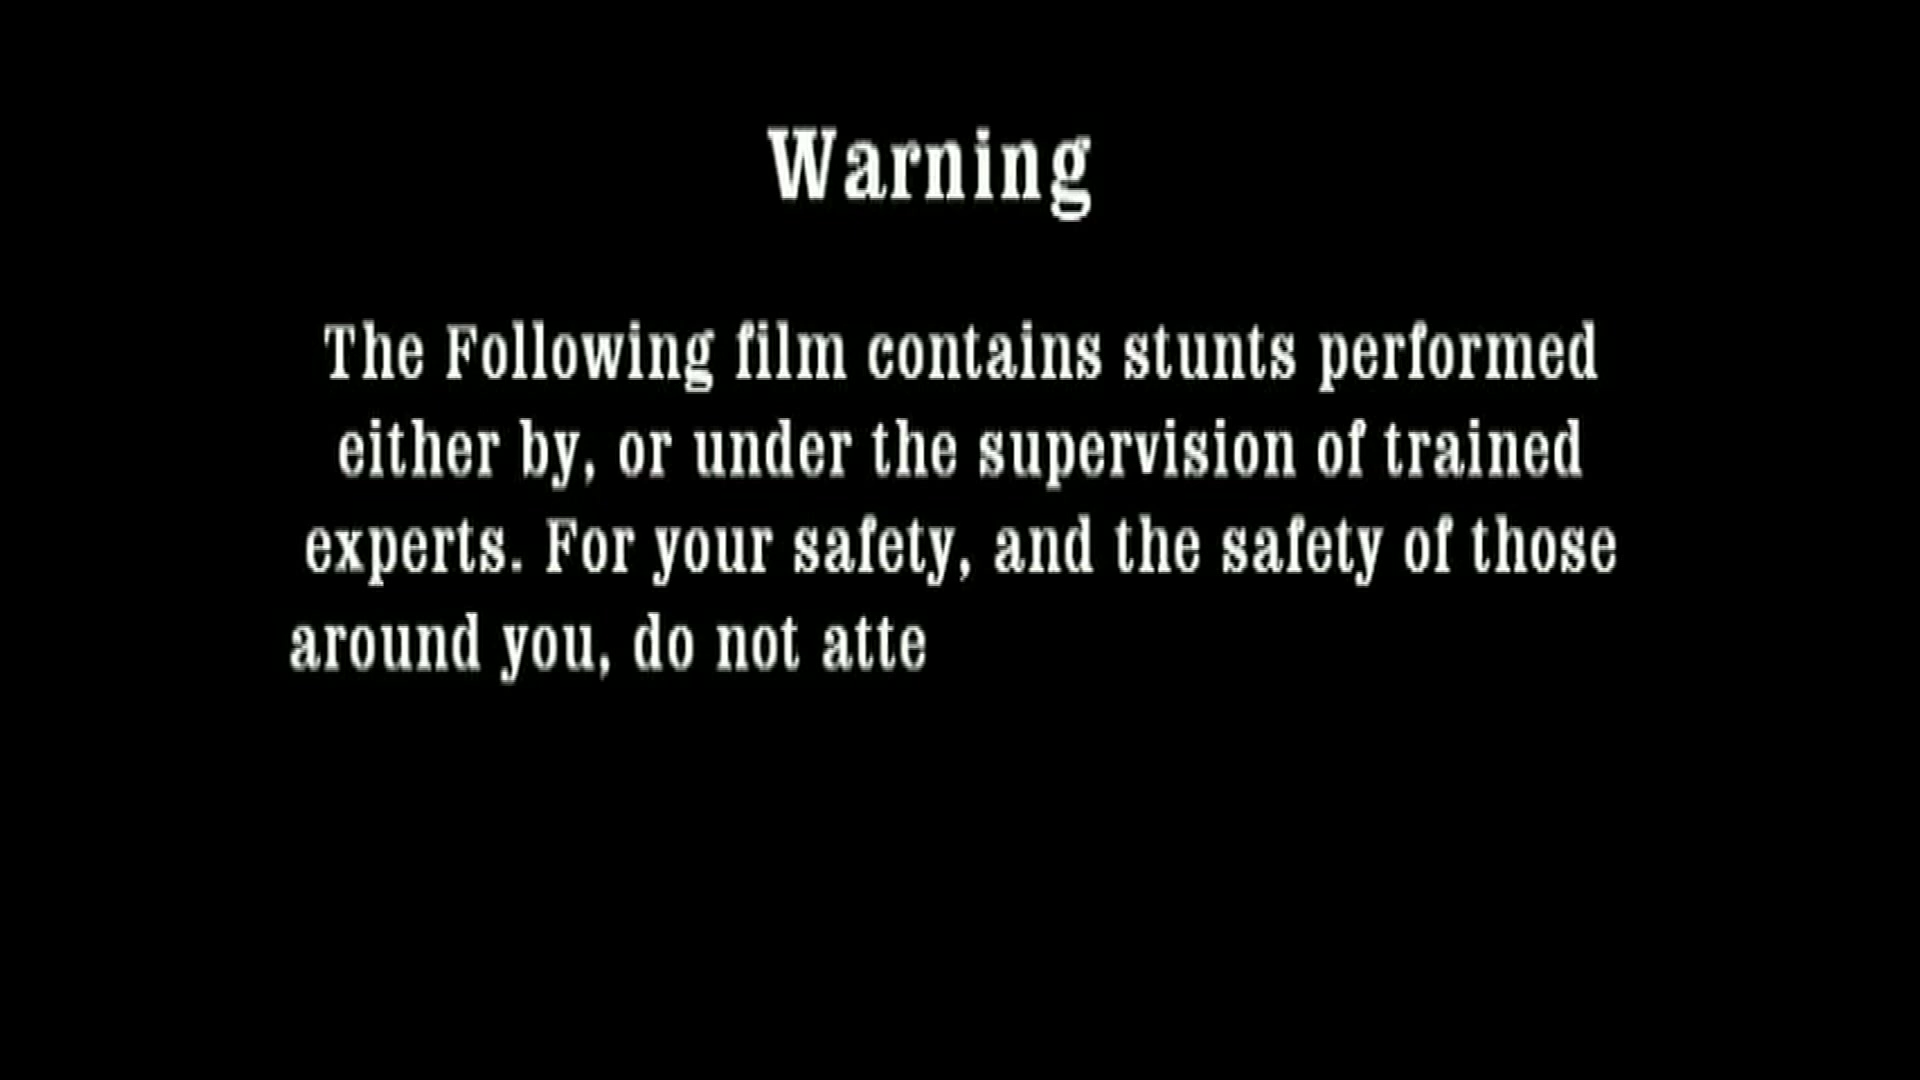 Warning
The Following film contains stunts performed
either by, or under the supervision of trained
experts. For your safety, and the safety of those
around you, do not atte